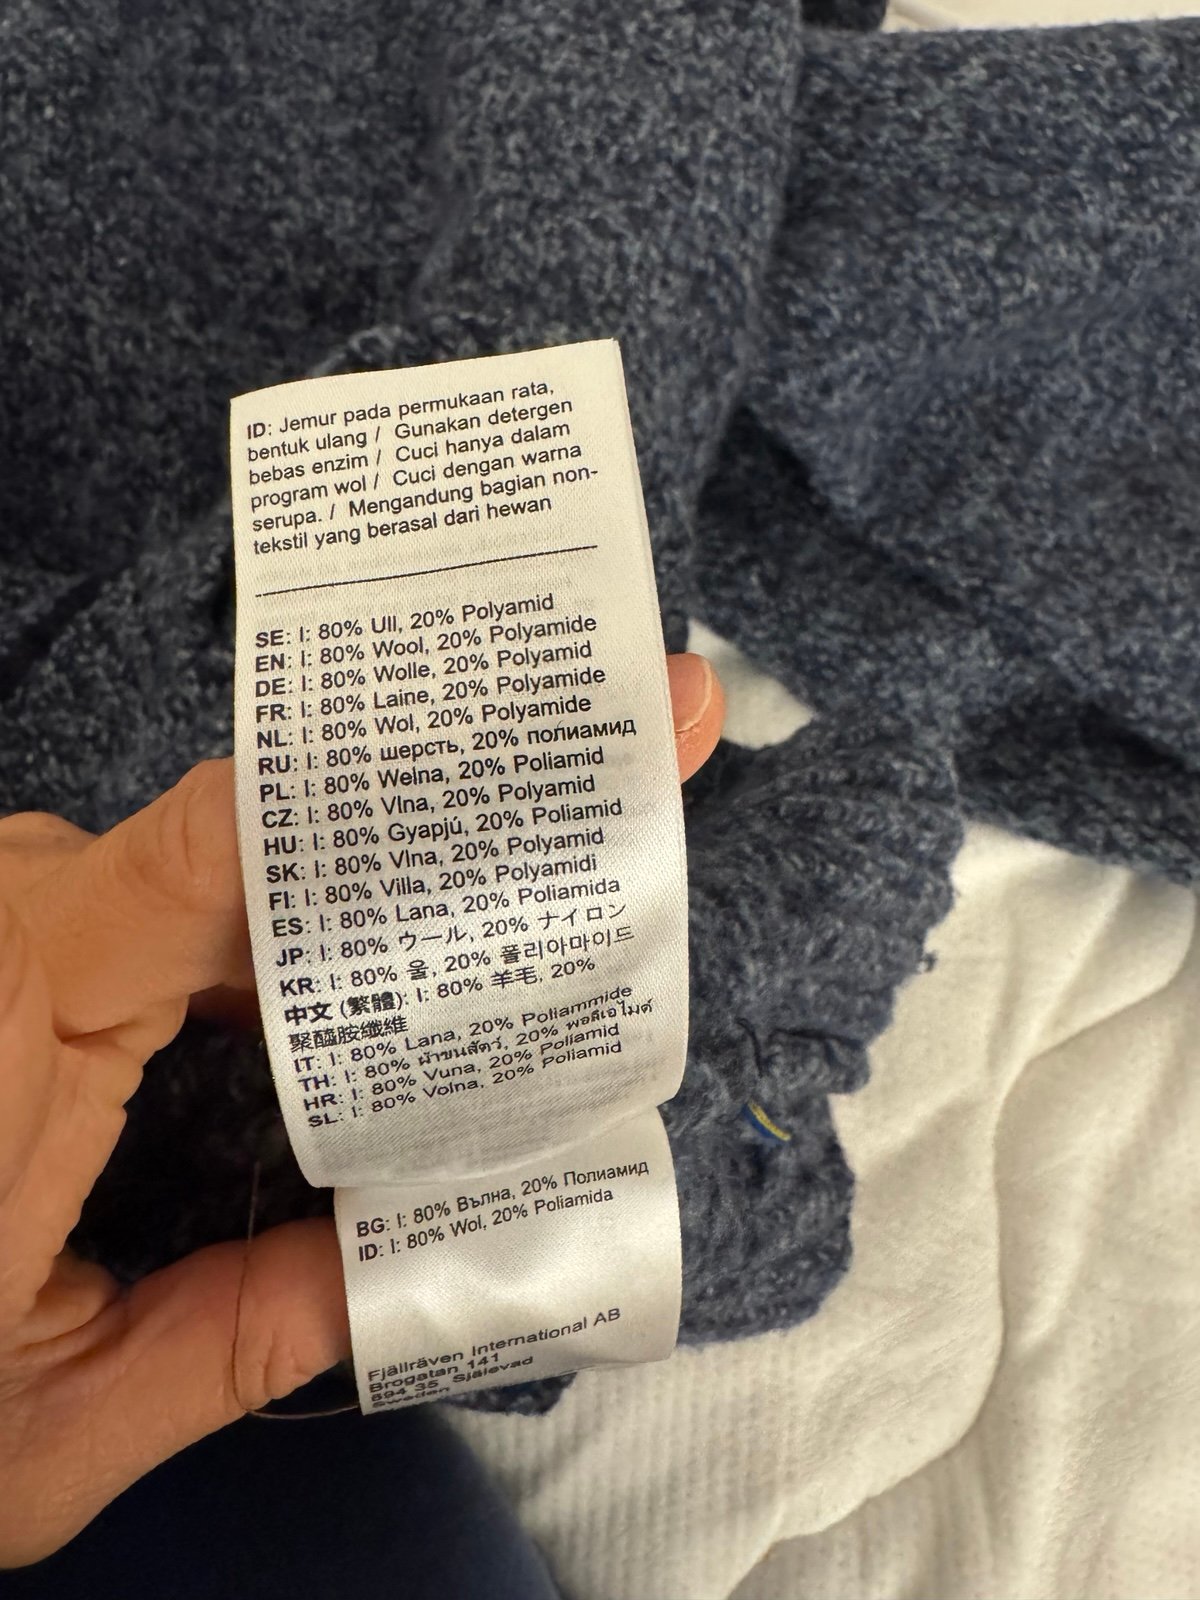 ID: Jemur pada permukaan rata,
bentuk ulang / Gunakan detergen
bebas enzim / Cuci hanya dalam
program wol / Cuci dengan warna
serupa. / Mengandung bagian non-
tekstil yang berasal dari hewan
SE: I: 80% Ull, 20% Polyamid
EN: I: 80% Wool, 20% Polyamide
DE: I: 80% Wolle, 20% Polyamid
FR: I: 80% Laine, 20% Polyamide
NL: I: 80% Wol, 20% Polyamide
RU: I: 80% шерсть, 20% полиамид
PL: I: 80% Wełna, 20% Poliamid
CZ: I: 80% Vlna, 20% Polyamid
HU: I: 80% Gyapjú, 20% Poliamid
SK: I: 80% Vlna, 20% Polyamid
FI: I: 80% Villa, 20% Polyamidi
ES: I: 80% Lana, 20% Poliamida
JP: I: 80% ウール, 20% ナイロン
KR: I: 80% 울, 20% 폴리아마이드
中文 (繁體): I: 80% 羊毛, 20%
聚醯胺纖維
IT: I: 80% Lana, 20% Poliammide
TH: I: 80% ผ้าขนสัตว์, 20% พอลิเอไมด์
HR: I: 80% Vuna, 20% Poliamid
SL: I: 80% Volna, 20% Poliamid
BG: I: 80% Вълна, 20% Полиамид
ID: I: 80% Wol, 20% Poliamida
Fjällräven International AB
Brogatan 141
894 35 Själevad
Sweden